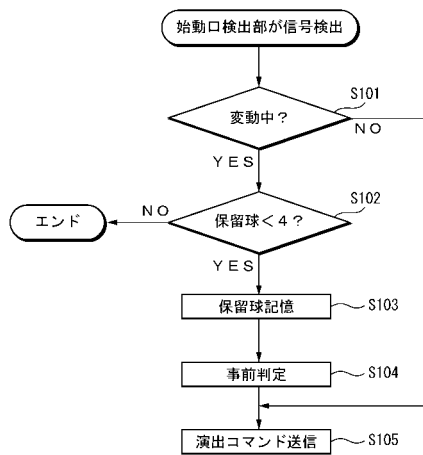 始動口検出部が信号検出
S101
変動中？
NO
YES
S102
保留球＜4？
NO
エンド
YES
保留球記憶
S103
事前判定
S104
演出コマンド送信
S105